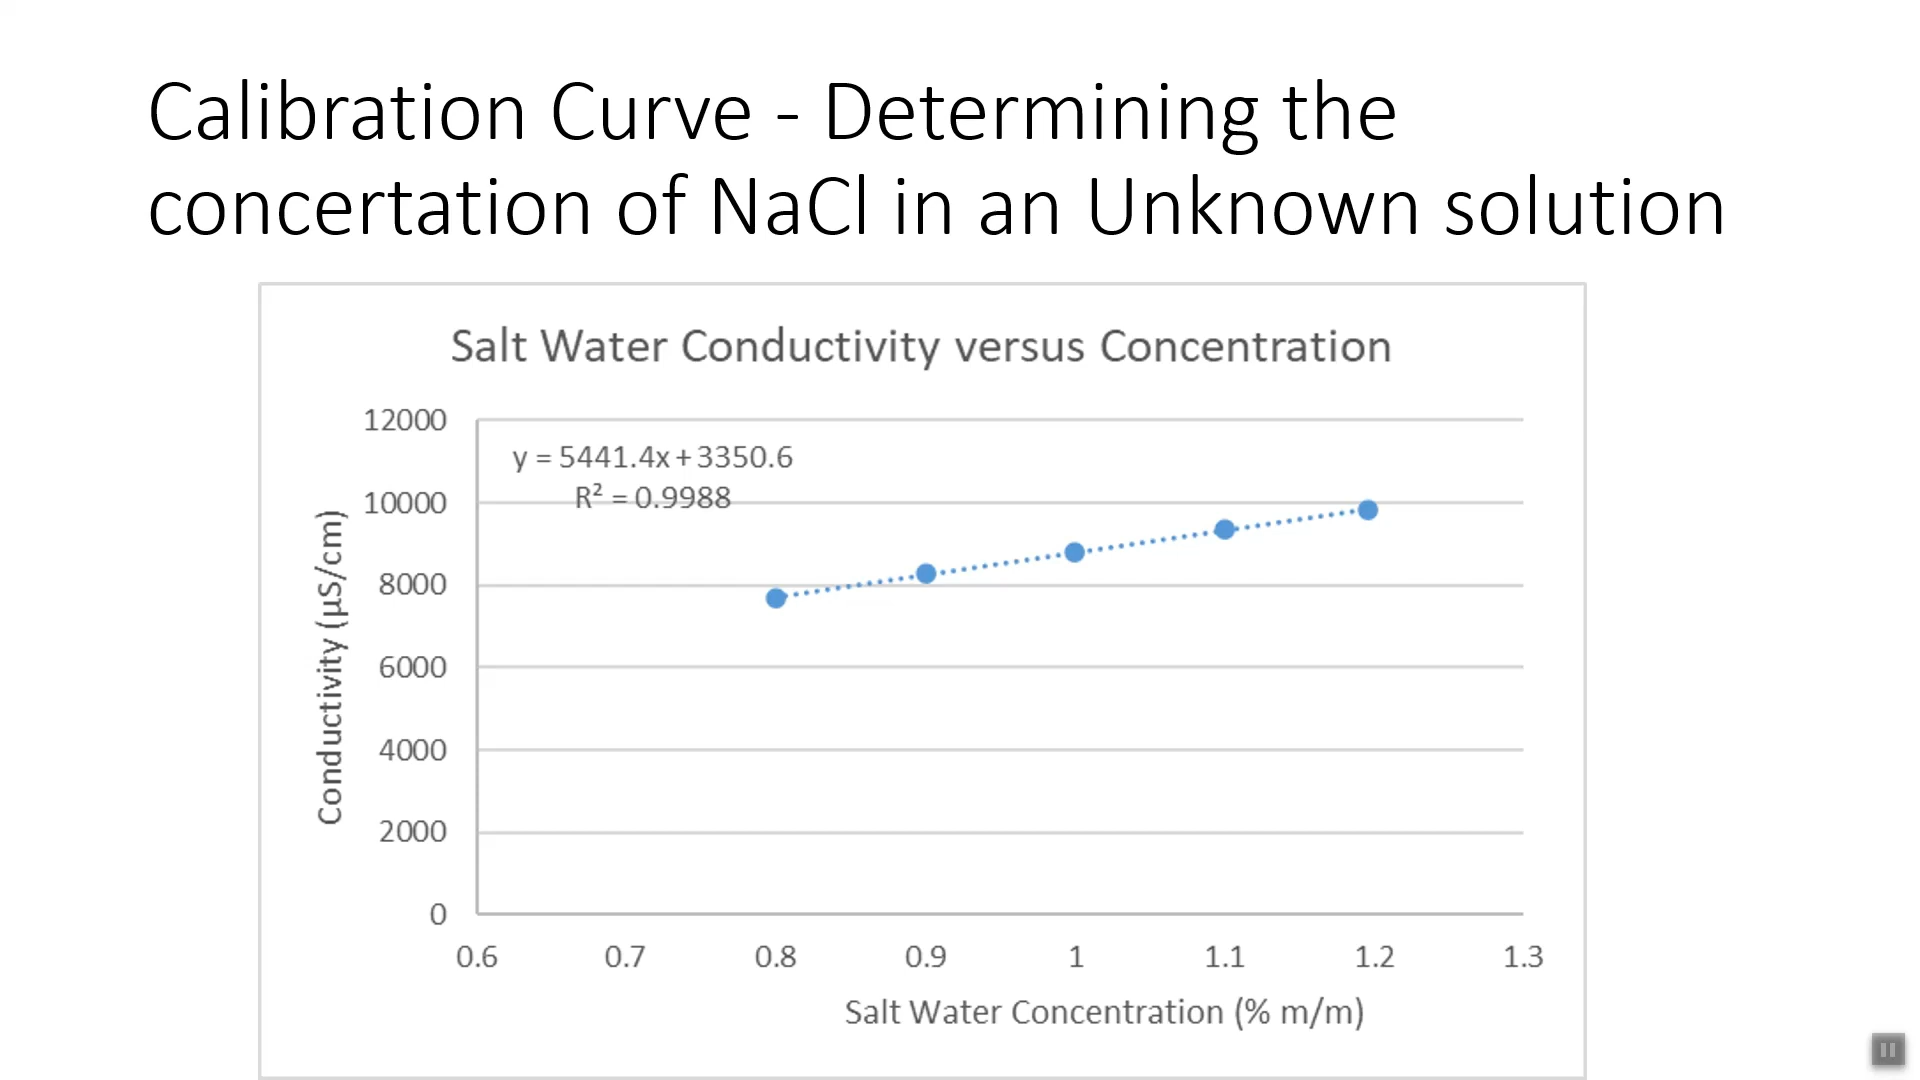 Calibration Curve - Determining the
concertation of NaCl in an Unknown solution
Salt Water Conductivity versus Concentration
12000
y = 5441.4x + 3350.6
R² = 0.9988
10000
8000
6000
4000
2000
0
Conductivity (µS/cm)
0.6 0.7 0.8 0.9 1 1.1 1.2 1.3
Salt Water Concentration (% m/m)